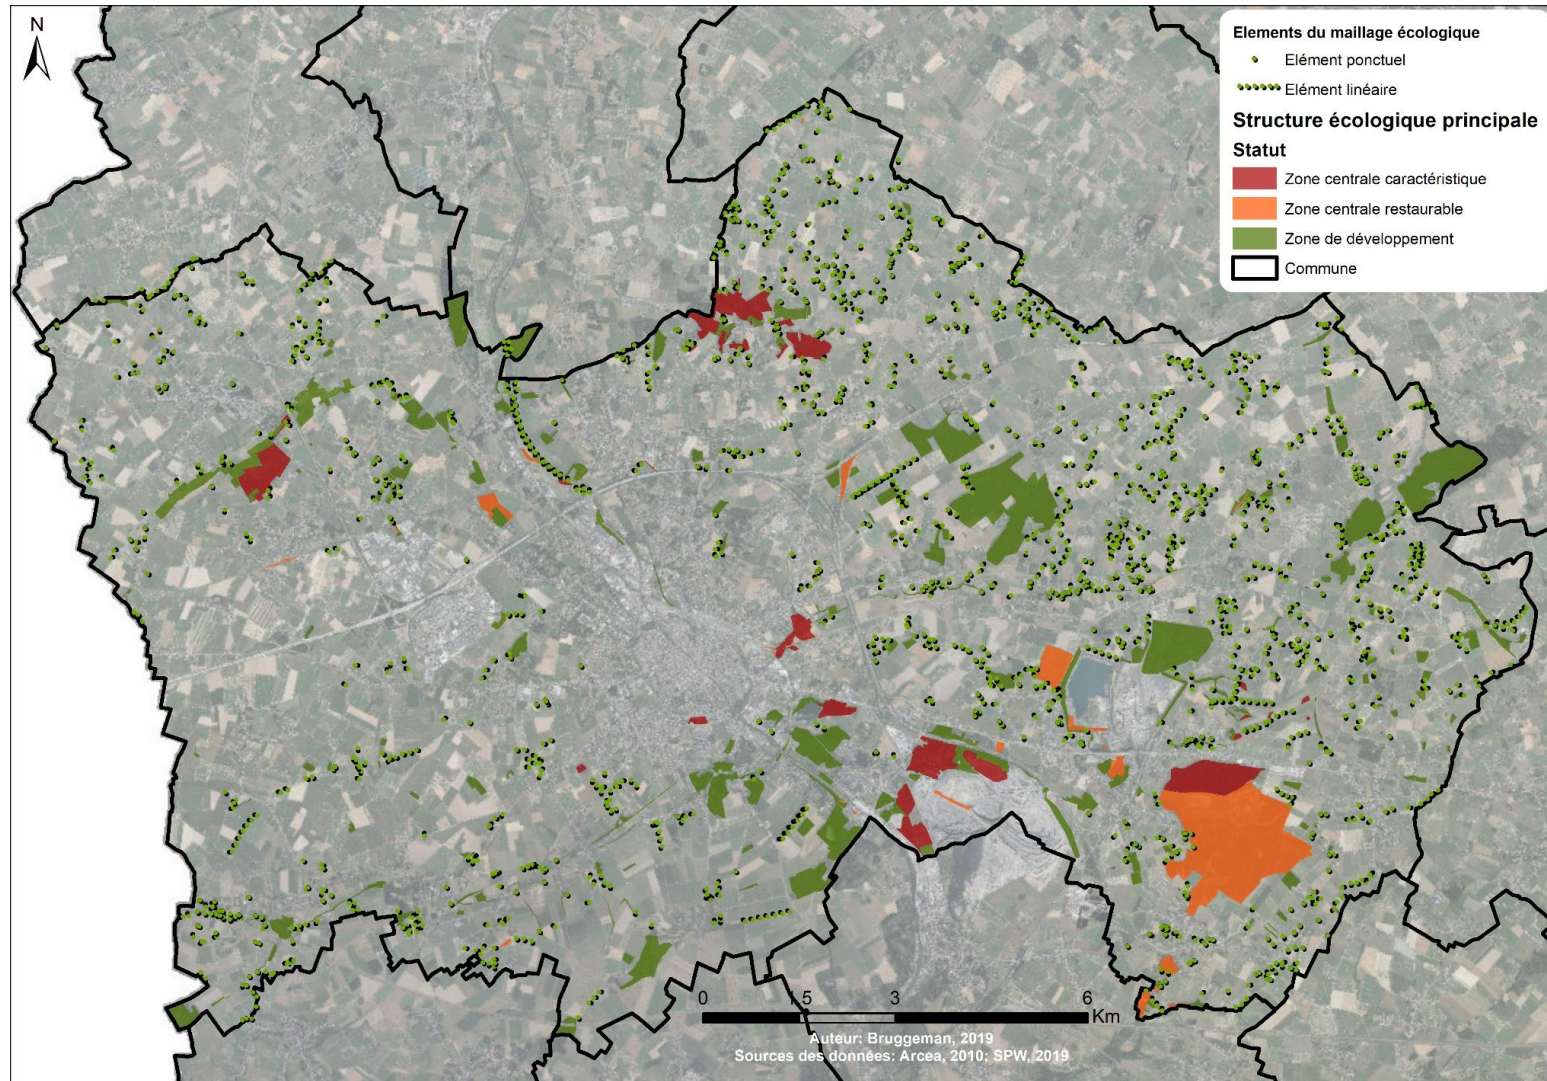 N
Elements du maillage écologique
Elément ponctuel
Elément linéaire
Structure écologique principale
Statut
Zone centrale caractéristique
Zone centrale restaurable
Zone de développement
Commune
0 1,5 3 6
Km
Auteur: Bruggeman, 2019
Sources des données: Arcea, 2010; SPW, 2019